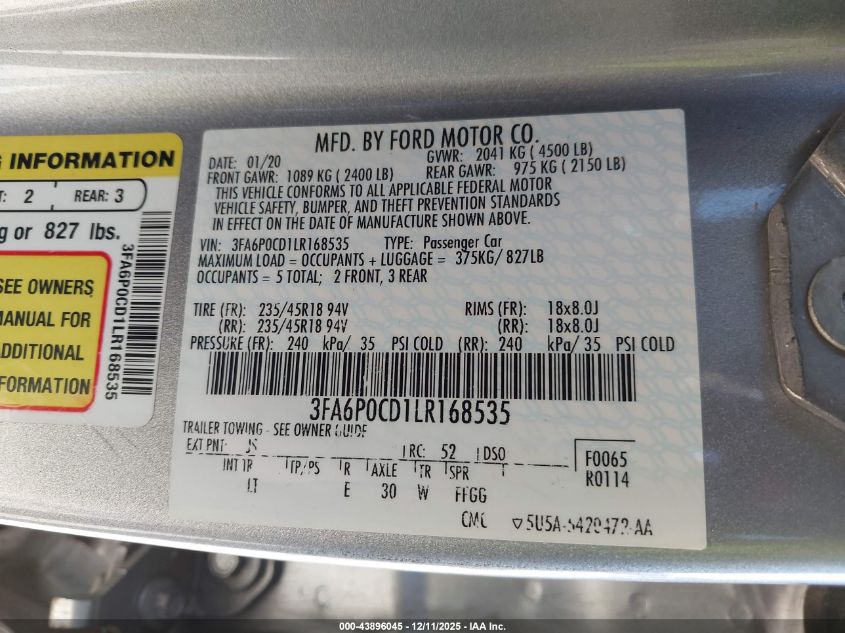 G INFORMATION
T: 2 REAR: 3
g or 827 lbs.
SEE OWNERS
MANUAL FOR
ADDITIONAL
INFORMATION
3FA6P0CD1LR168535
MFD. BY FORD MOTOR CO.
DATE: 01/20 GVWR: 2041 KG ( 4500 LB)
FRONT GAWR: 1089 KG ( 2400 LB) REAR GAWR: 975 KG ( 2150 LB)
THIS VEHICLE CONFORMS TO ALL APPLICABLE FEDERAL MOTOR
VEHICLE SAFETY, BUMPER, AND THEFT PREVENTION STANDARDS
IN EFFECT ON THE DATE OF MANUFACTURE SHOWN ABOVE.
VIN: 3FA6P0CD1LR168535 TYPE: Passenger Car
MAXIMUM LOAD = OCCUPANTS + LUGGAGE = 375KG/ 827LB
OCCUPANTS = 5 TOTAL; 2 FRONT, 3 REAR
TIRE (FR): 235/45R18 94V RIMS (FR): 18x8.0J
(RR): 235/45R18 94V (RR): 18x8.0J
PRESSURE (FR): 240 kPa/ 35 PSI COLD (RR): 240 kPa/ 35 PSI COLD
3FA6P0CD1LR168535
TRAILER TOWING - SEE OWNER GUIDE
EXT PNT: JS RC: 52 DSO
INT TR TP/PS R AXLE TR SPR
LT E 30 W FFGG
F0065
R0114
CMC
000-43896045 - 12/11/2025 - IAA Inc.